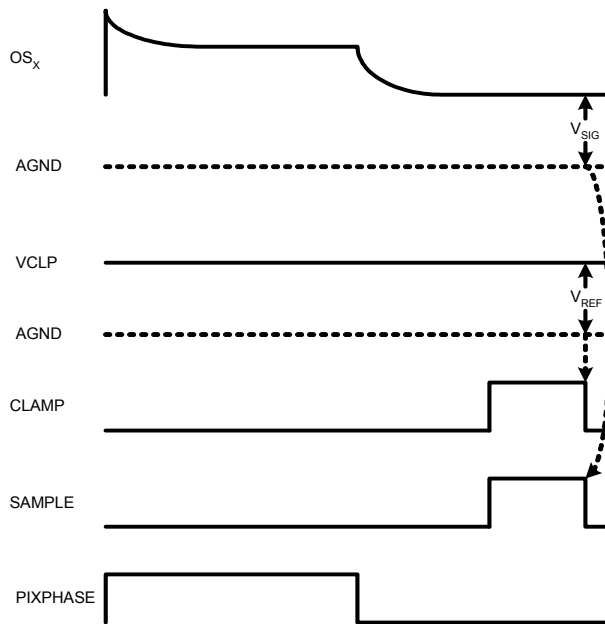 OSX
VSIG
AGND
VCLP
VREF
AGND
CLAMP
SAMPLE
PIXPHASE